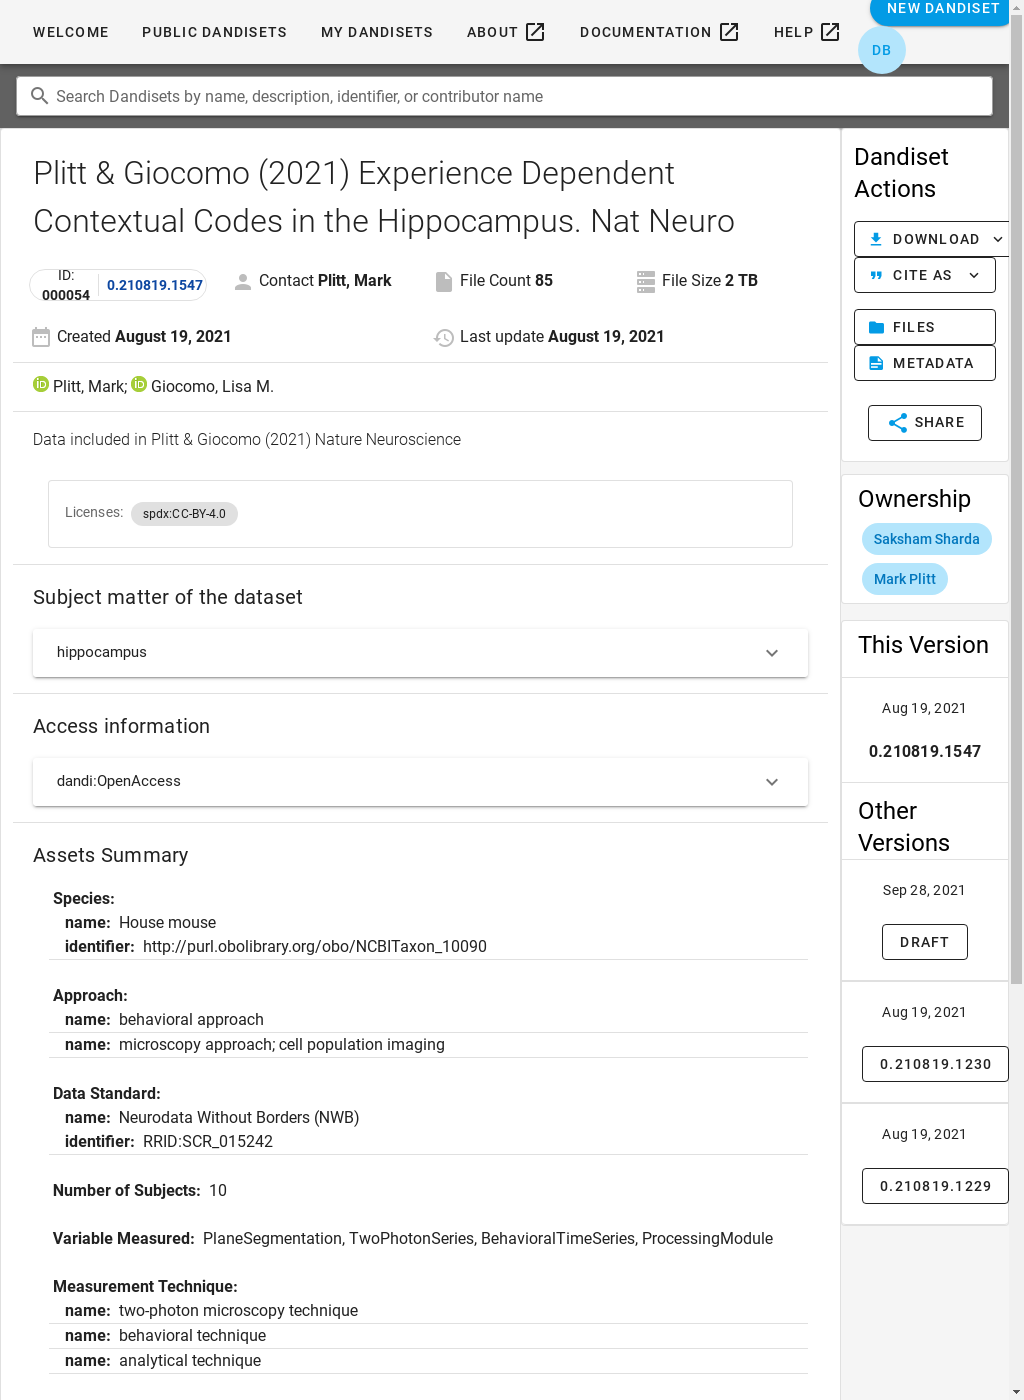 WELCOME PUBLIC DANDISETS MY DANDISETS ABOUT DOCUMENTATION HELP NEW DANDISET
DB
Search Dandisets by name, description, identifier, or contributor name
Plitt & Giocomo (2021) Experience Dependent
Contextual Codes in the Hippocampus. Nat Neuro
ID:
000054 0.210819.1547 Contact Plitt, Mark File Count 85 File Size 2 TB
Created August 19, 2021 Last update August 19, 2021
iD Plitt, Mark; iD Giocomo, Lisa M.
Data included in Plitt & Giocomo (2021) Nature Neuroscience
Licenses: spdx:CC-BY-4.0
Subject matter of the dataset
hippocampus
Access information
dandi:OpenAccess
Assets Summary
Species:
name: House mouse
identifier: http://purl.obolibrary.org/obo/NCBITaxon_10090
Approach:
name: behavioral approach
name: microscopy approach; cell population imaging
Data Standard:
name: Neurodata Without Borders (NWB)
identifier: RRID:SCR_015242
Number of Subjects: 10
Variable Measured: PlaneSegmentation, TwoPhotonSeries, BehavioralTimeSeries, ProcessingModule
Measurement Technique:
name: two-photon microscopy technique
name: behavioral technique
name: analytical technique
Dandiset
Actions
DOWNLOAD
CITE AS
FILES
METADATA
SHARE
Ownership
Saksham Sharda
Mark Plitt
This Version
Aug 19, 2021
0.210819.1547
Other
Versions
Sep 28, 2021
DRAFT
Aug 19, 2021
0.210819.1230
Aug 19, 2021
0.210819.1229